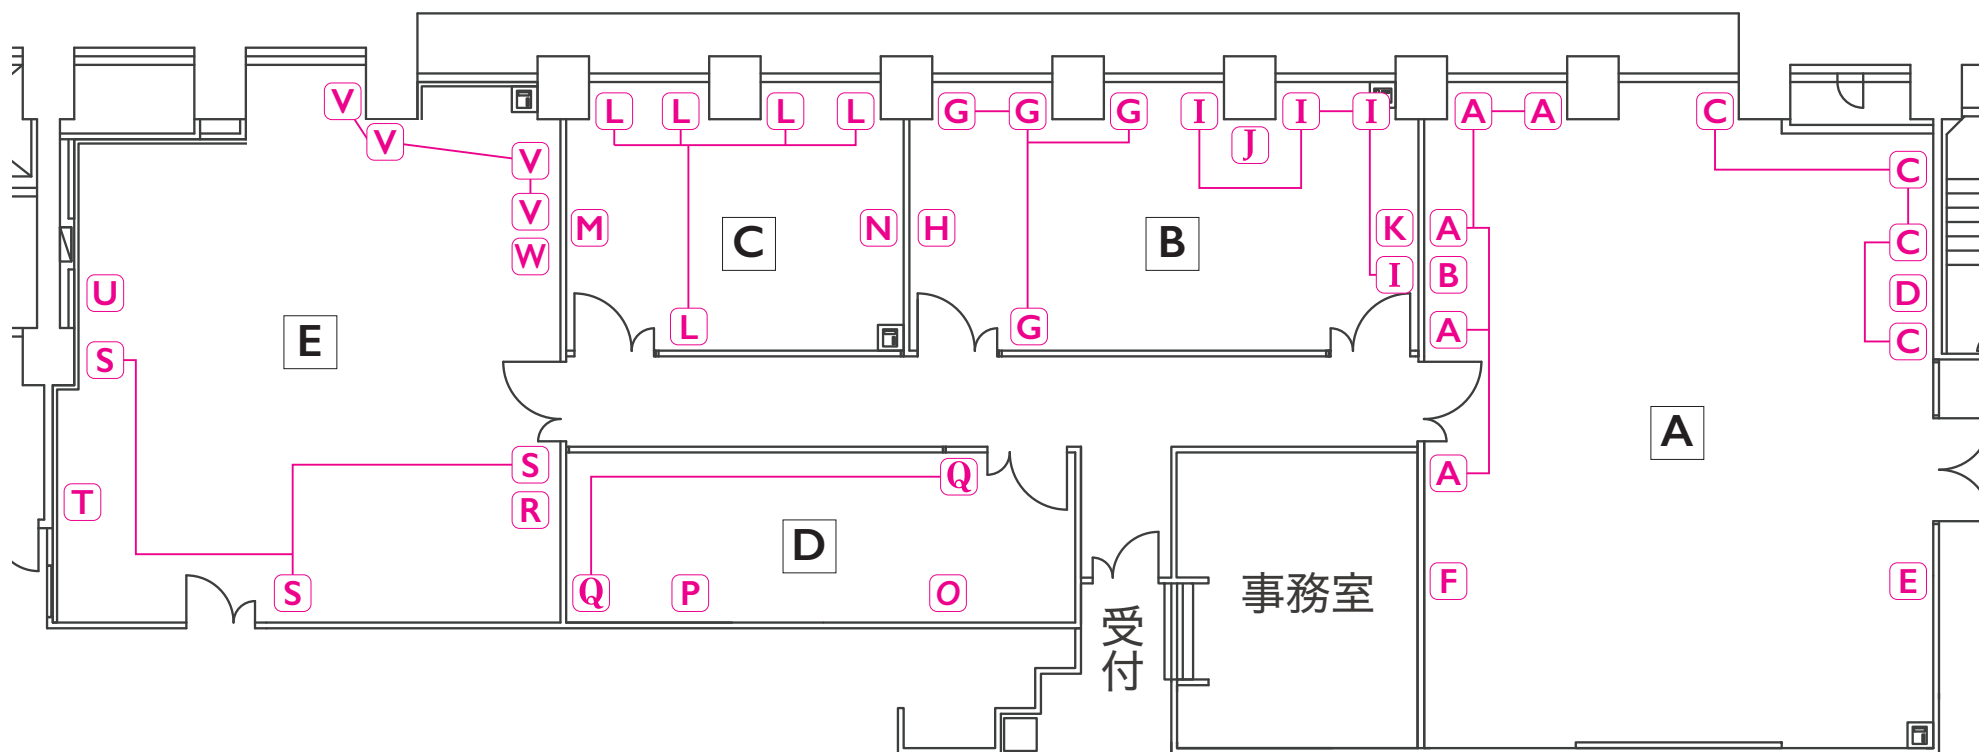 V L L L L G G G I I I A A C
V J
V C
V M C N H B K A C
W
U B I D
S E L G A C
A
S Q A
T R
D
S Q P O 事務室 F E
受付